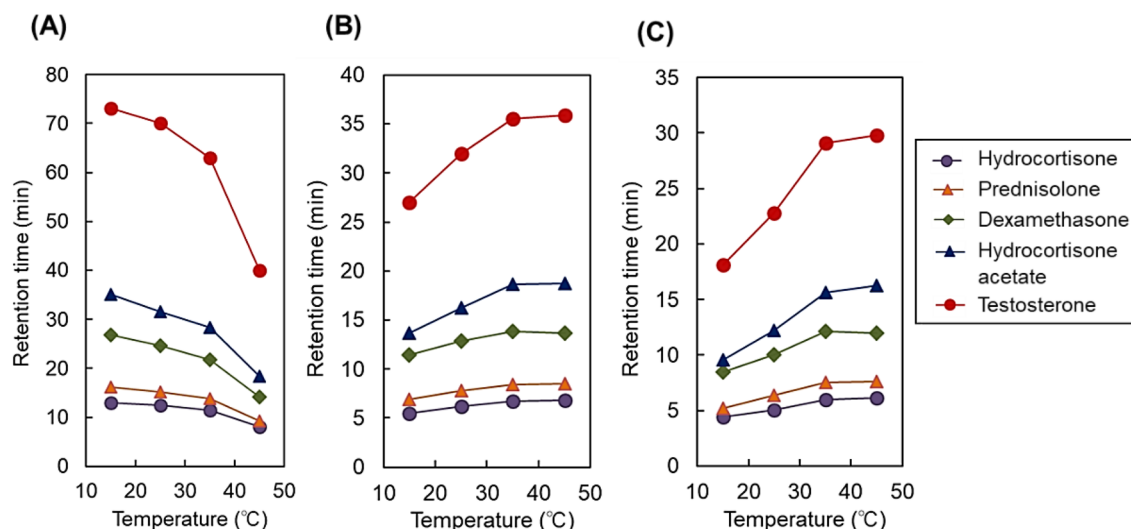 (A)
Retention time (min)
80
70
60
50
40
30
20
10
0
10 20 30 40 50
Temperature (℃)
(B)
Retention time (min)
40
35
30
25
20
15
10
5
0
10 20 30 40 50
Temperature (℃)
(C)
Retention time (min)
35
30
25
20
15
10
5
0
10 20 30 40 50
Temperature (℃)
Hydrocortisone
Prednisolone
Dexamethasone
Hydrocortisone
acetate
Testosterone